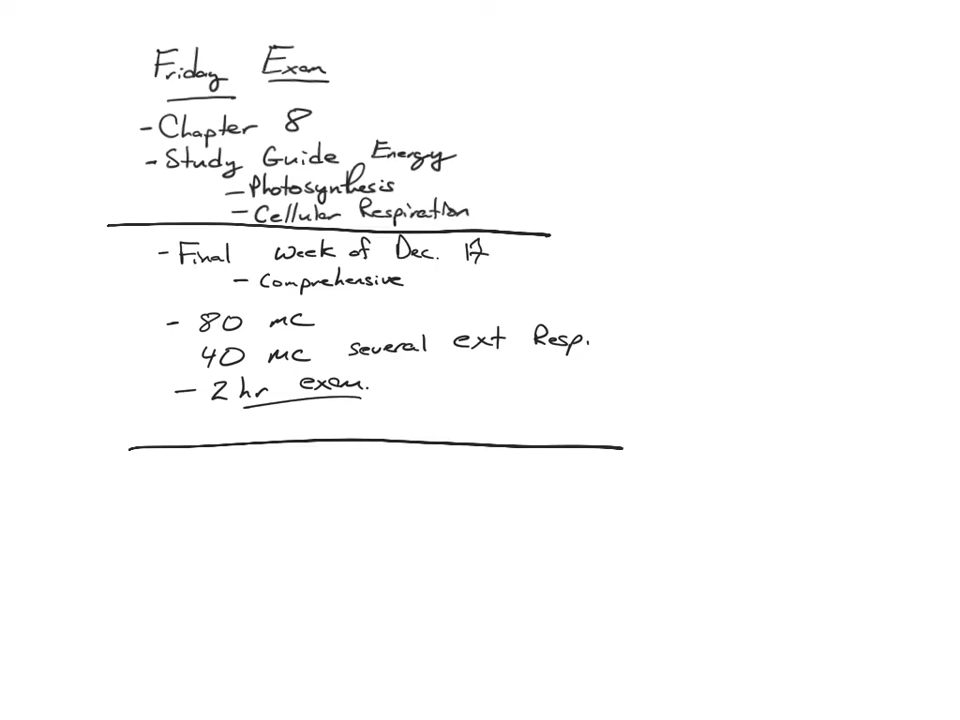 Friday Exam
- Chapter 8
- Study Guide Energy
- Photosynthesis
- Cellular Respiration
- Final Week of Dec. 17
- Comprehensive
- 80 MC
40 MC several ext Resp.
- 2 hr exam.